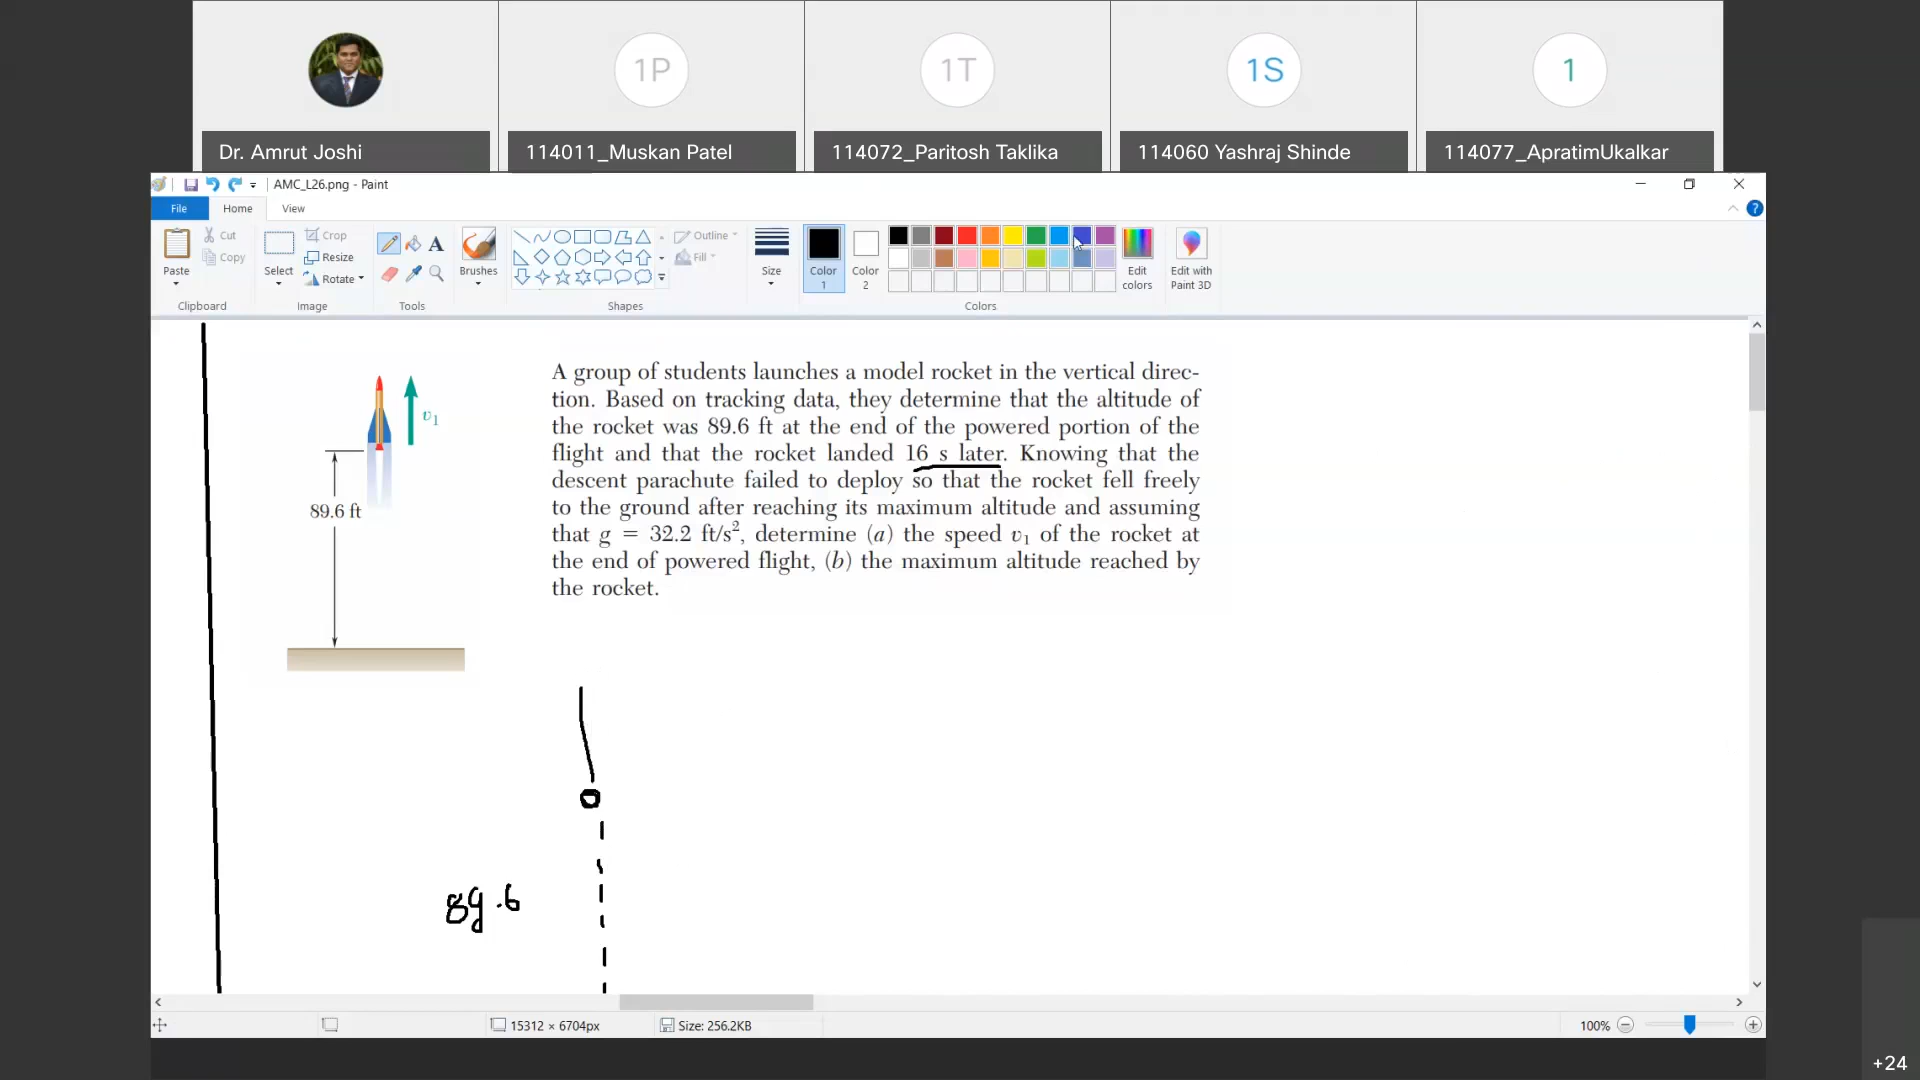 1P
1T
1S
1
Dr. Amrut Joshi
114011_Muskan Patel
114072_Paritosh Taklika
114060 Yashraj Shinde
114077_ApratimUkalkar
AMC_L26.png - Paint
File
Home
View
?
Paste
Cut
Copy
Clipboard
Select
Crop
Resize
Rotate
Image
A
Tools
Brushes
Outline
Fill
Shapes
Size
Color
1
Color
2
Edit
colors
Edit with
Paint 3D
Colors
v1
89.6 ft
A group of students launches a model rocket in the vertical direc-
tion. Based on tracking data, they determine that the altitude of
the rocket was 89.6 ft at the end of the powered portion of the
flight and that the rocket landed 16 s later. Knowing that the
descent parachute failed to deploy so that the rocket fell freely
to the ground after reaching its maximum altitude and assuming
that g = 32.2 ft/s², determine (a) the speed v1 of the rocket at
the end of powered flight, (b) the maximum altitude reached by
the rocket.
89.6
15312 × 6704px
Size: 256.2KB
100%
+24